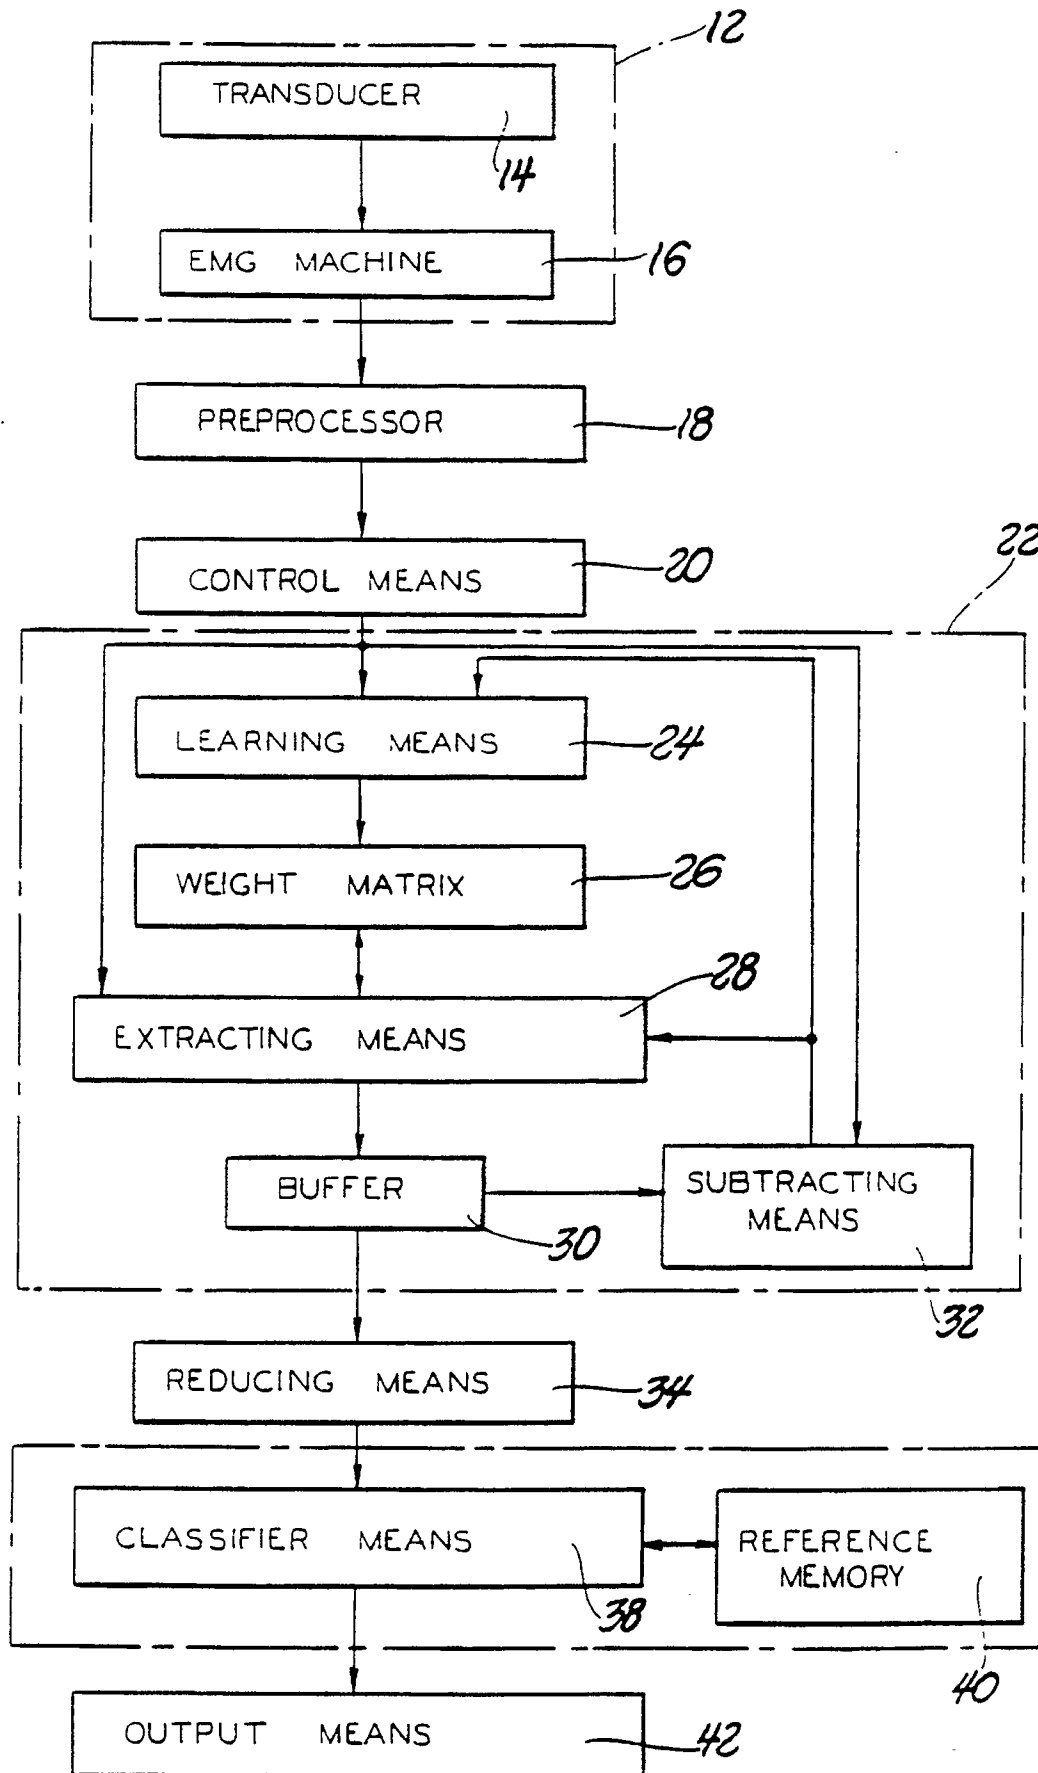 12
TRANSDUCER
14
EMG MACHINE
16
PREPROCESSOR
18
CONTROL MEANS
20
22
LEARNING MEANS
24
WEIGHT MATRIX
26
28
EXTRACTING MEANS
BUFFER
30
SUBTRACTING
MEANS
32
REDUCING MEANS
34
CLASSIFIER MEANS
38
REFERENCE
MEMORY
40
OUTPUT MEANS
42